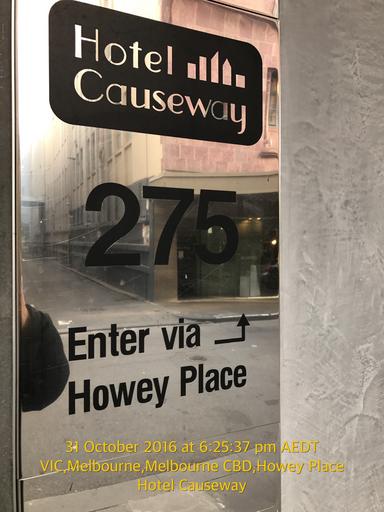 Hotel
Causeway
275
Enter via
Howey Place
31 October 2016 at 6:25:37 pm AEDT
VIC,Melbourne,Melbourne CBD,Howey Place
Hotel Causeway